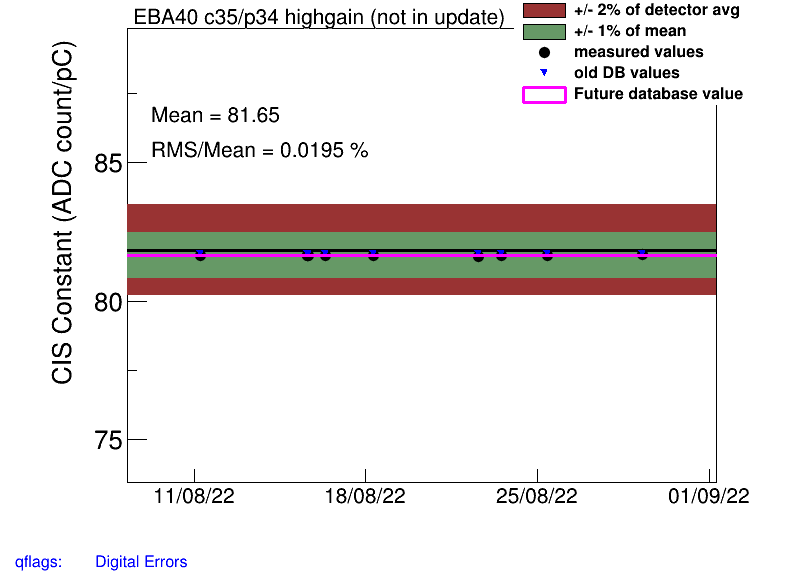 EBA40 c35/p34 highgain (not in update)
+/- 2% of detector avg
+/- 1% of mean
measured values
old DB values
Future database value
Mean = 81.65
RMS/Mean = 0.0195 %
CIS Constant (ADC count/pC)
85
80
75
11/08/22 18/08/22 25/08/22 01/09/22
qflags: Digital Errors